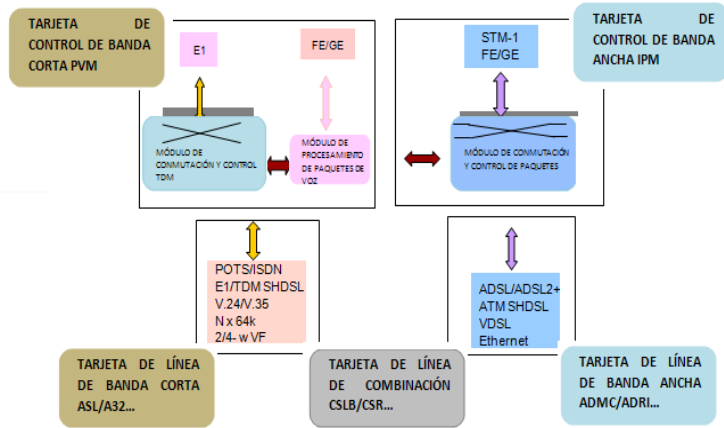 TARJETA DE
CONTROL DE BANDA
CORTA PVM
E1
FE/GE
STM-1
FE/GE
TARJETA DE
CONTROL DE BANDA
ANCHA IPM
MÓDULO DE
CONMUTACIÓN Y CONTROL
TDM
MÓDULO DE
PROCESAMIENTO
DE PAQUETES DE
VOZ
MÓDULO DE CONMUTACIÓN
Y CONTROL DE PAQUETES
POTS/ISDN
E1/TDM SHDSL
V.24/V.35
N x 64k
2/4- w VF
ADSL/ADSL2+
ATM SHDSL
VDSL
Ethernet
TARJETA DE LÍNEA
DE BANDA CORTA
ASL/A32...
TARJETA DE LÍNEA
DE COMBINACIÓN
CSLB/CSR...
TARJETA DE LÍNEA
DE BANDA ANCHA
ADMC/ADRI...